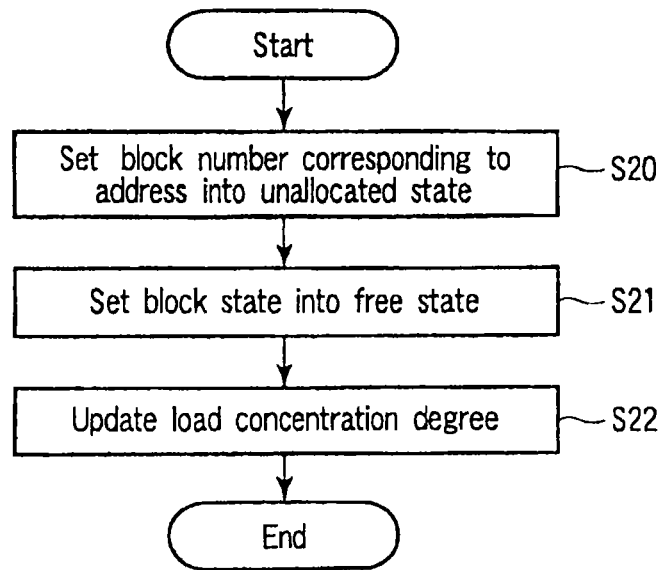 Start
Set block number corresponding to
address into unallocated state
S20
Set block state into free state
S21
Update load concentration degree
S22
End